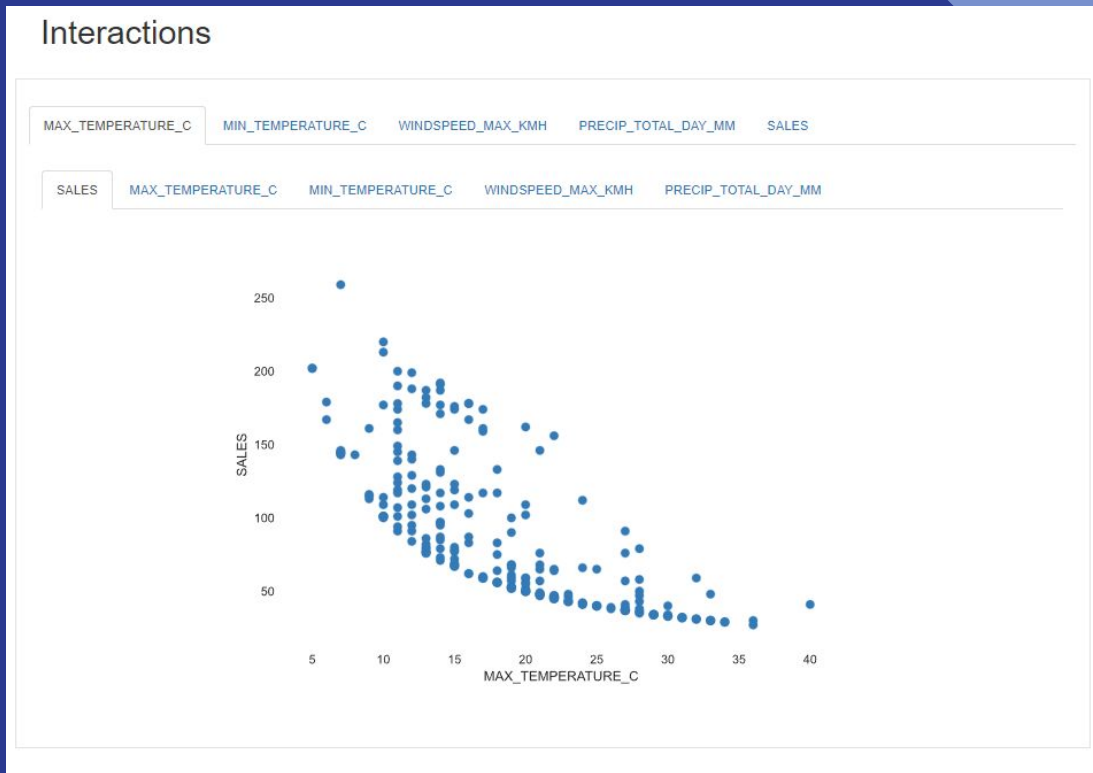 Interactions
MAX_TEMPERATURE_C MIN_TEMPERATURE_C WINDSPEED_MAX_KMH PRECIP_TOTAL_DAY_MM SALES
SALES MAX_TEMPERATURE_C MIN_TEMPERATURE_C WINDSPEED_MAX_KMH PRECIP_TOTAL_DAY_MM
250
200
150
SALES
100
50
5 10 15 20 25 30 35 40
MAX_TEMPERATURE_C